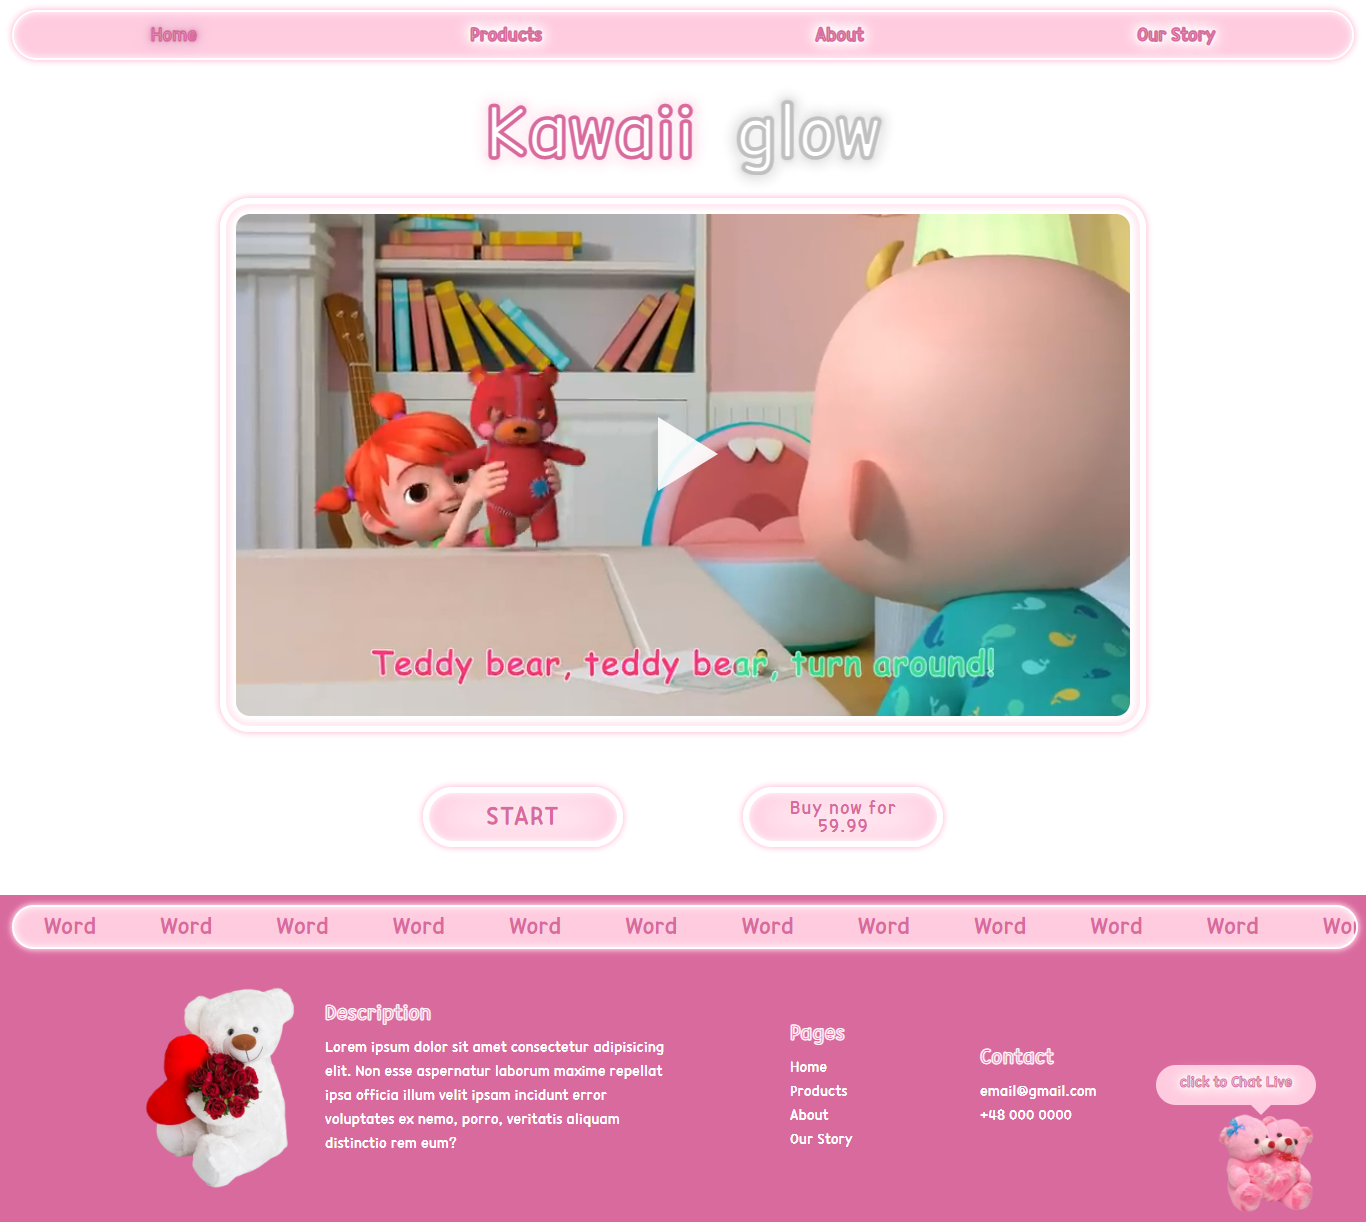 Home Products About Our Story
Kawaii glow
Teddy bear, teddy bear, turn around!
START
Buy now for
59.99
Word Word Word Word Word Word Word Word Word Word Word Wor
Description
Lorem ipsum dolor sit amet consectetur adipisicing
elit. Non esse aspernatur laborum maxime repellat
ipsa officia illum velit ipsam incidunt error
voluptates ex nemo, porro, veritatis aliquam
distinctio rem eum?
Pages
Home
Products
About
Our Story
Contact
email@gmail.com
+48 000 0000
click to Chat Live